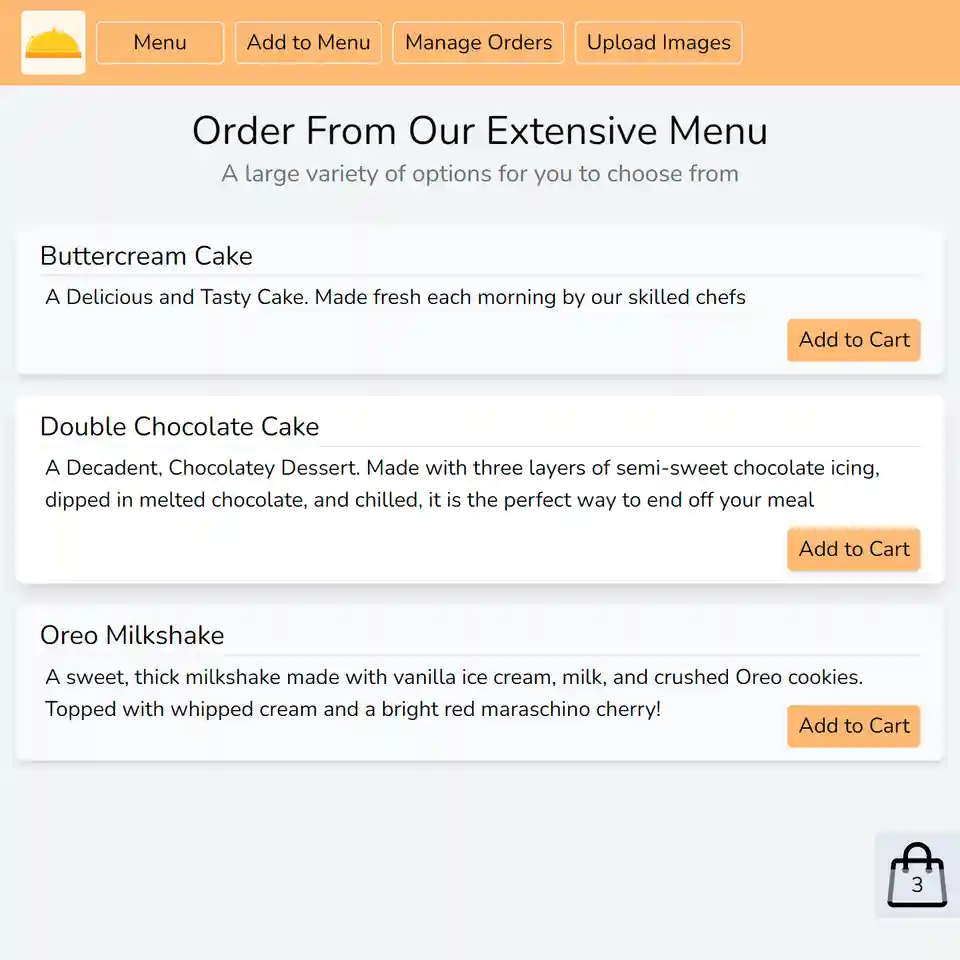 Menu
Add to Menu
Manage Orders
Upload Images
Order From Our Extensive Menu
A large variety of options for you to choose from
Buttercream Cake
A Delicious and Tasty Cake. Made fresh each morning by our skilled chefs
Add to Cart
Double Chocolate Cake
A Decadent, Chocolatey Dessert. Made with three layers of semi-sweet chocolate icing,
dipped in melted chocolate, and chilled, it is the perfect way to end off your meal
Add to Cart
Oreo Milkshake
A sweet, thick milkshake made with vanilla ice cream, milk, and crushed Oreo cookies.
Topped with whipped cream and a bright red maraschino cherry!
Add to Cart
3